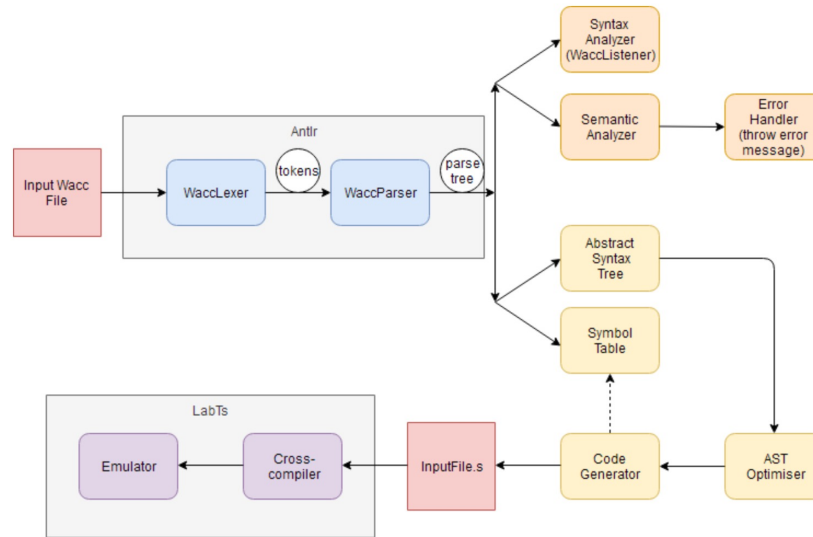 Syntax
Analyzer
(WaccListener)
Antlr
Semantic
Analyzer
Error
Handler
(throw error
message)
Input Wacc
File
WaccLexer
tokens
WaccParser
parse
tree
Abstract
Syntax
Tree
Symbol
Table
LabTs
Emulator
Cross-
compiler
InputFile.s
Code
Generator
AST
Optimiser